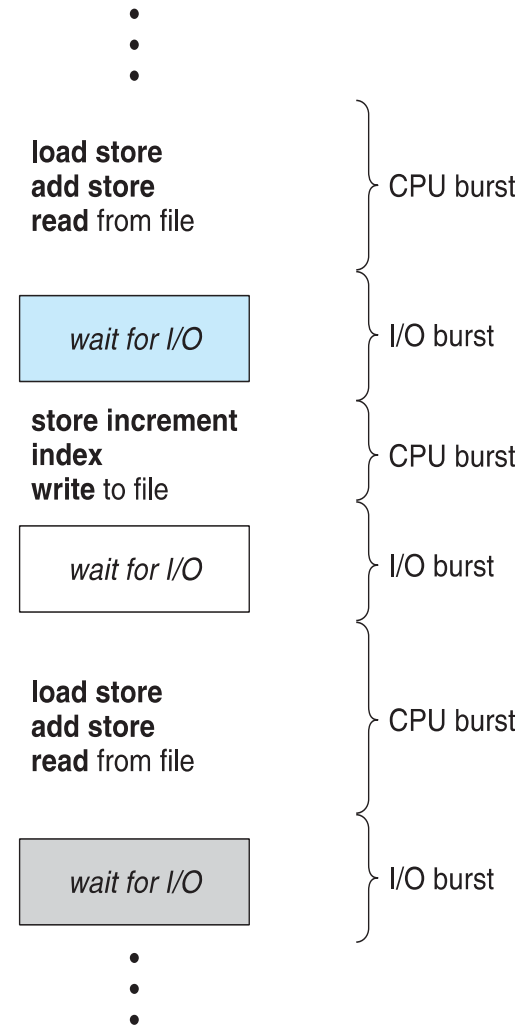 load store
add store
read from file
CPU burst
wait for I/O
I/O burst
store increment
index
write to file
CPU burst
wait for I/O
I/O burst
load store
add store
read from file
CPU burst
wait for I/O
I/O burst